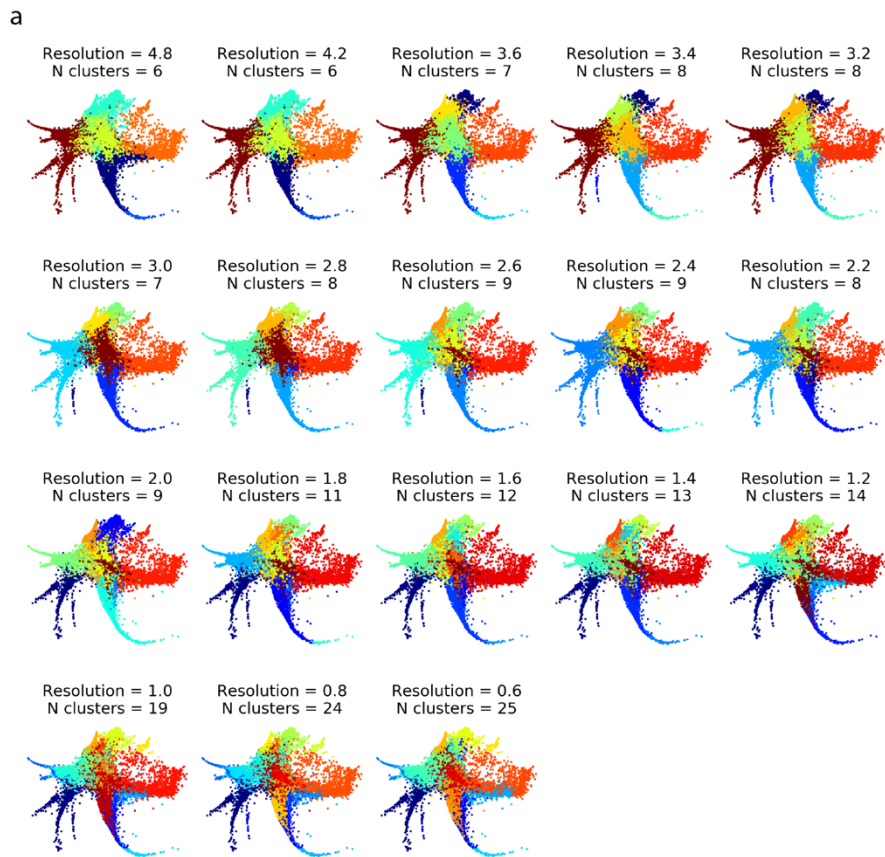 a
Resolution = 4.8
N clusters = 6
Resolution = 4.2
N clusters = 6
Resolution = 3.6
N clusters = 7
Resolution = 3.4
N clusters = 8
Resolution = 3.2
N clusters = 8
Resolution = 3.0
N clusters = 7
Resolution = 2.8
N clusters = 8
Resolution = 2.6
N clusters = 9
Resolution = 2.4
N clusters = 9
Resolution = 2.2
N clusters = 8
Resolution = 2.0
N clusters = 9
Resolution = 1.8
N clusters = 11
Resolution = 1.6
N clusters = 12
Resolution = 1.4
N clusters = 13
Resolution = 1.2
N clusters = 14
Resolution = 1.0
N clusters = 19
Resolution = 0.8
N clusters = 24
Resolution = 0.6
N clusters = 25